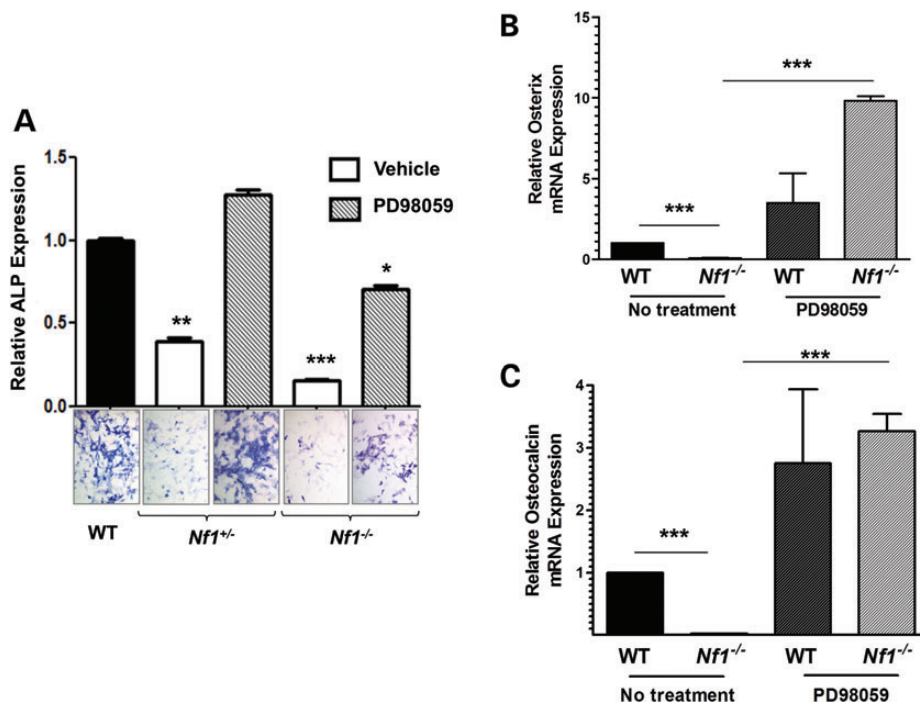 A
Relative ALP Expression
1.5
1.0
0.5
0.0
Vehicle
PD98059
**
***
*
WT
Nf1+/-
Nf1-/-
B
Relative Osterix
mRNA Expression
15
10
5
0
***
***
WT
Nf1-/-
WT
Nf1-/-
No treatment
PD98059
C
Relative Osteocalcin
mRNA Expression
4
3
2
1
***
***
WT
Nf1-/-
WT
Nf1-/-
No treatment
PD98059